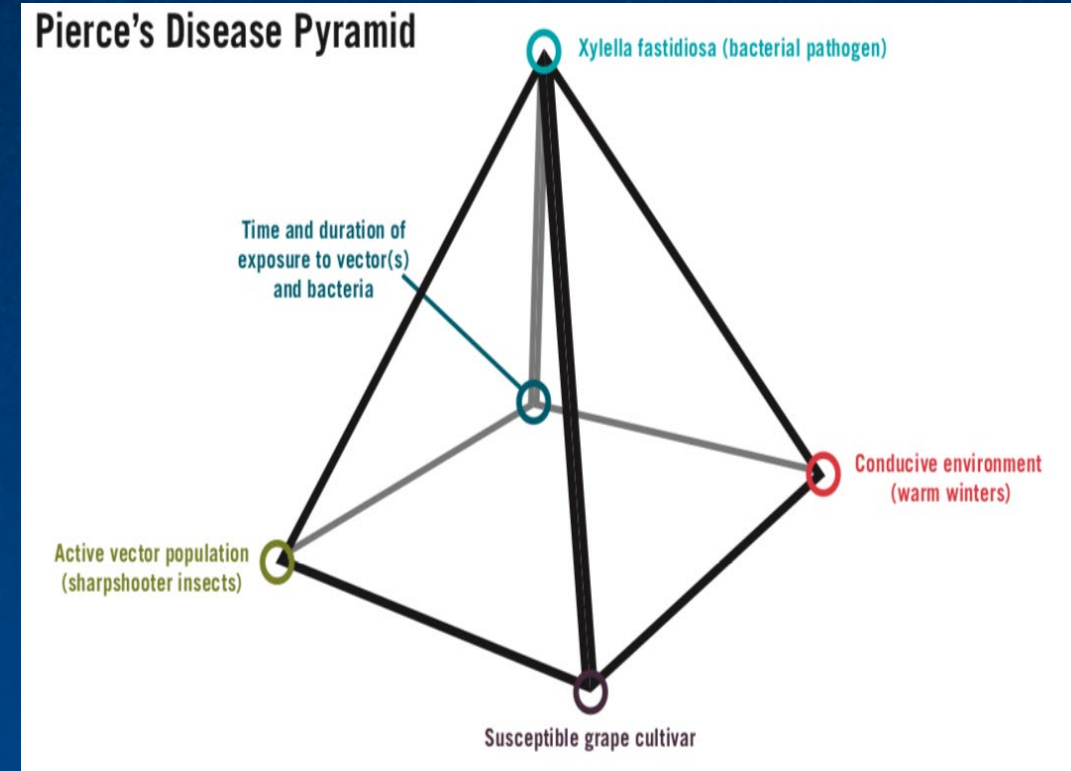 Pierce's Disease Pyramid
Xylella fastidiosa (bacterial pathogen)
Time and duration of
exposure to vector(s)
and bacteria
Conducive environment
(warm winters)
Active vector population
(sharpshooter insects)
Susceptible grape cultivar